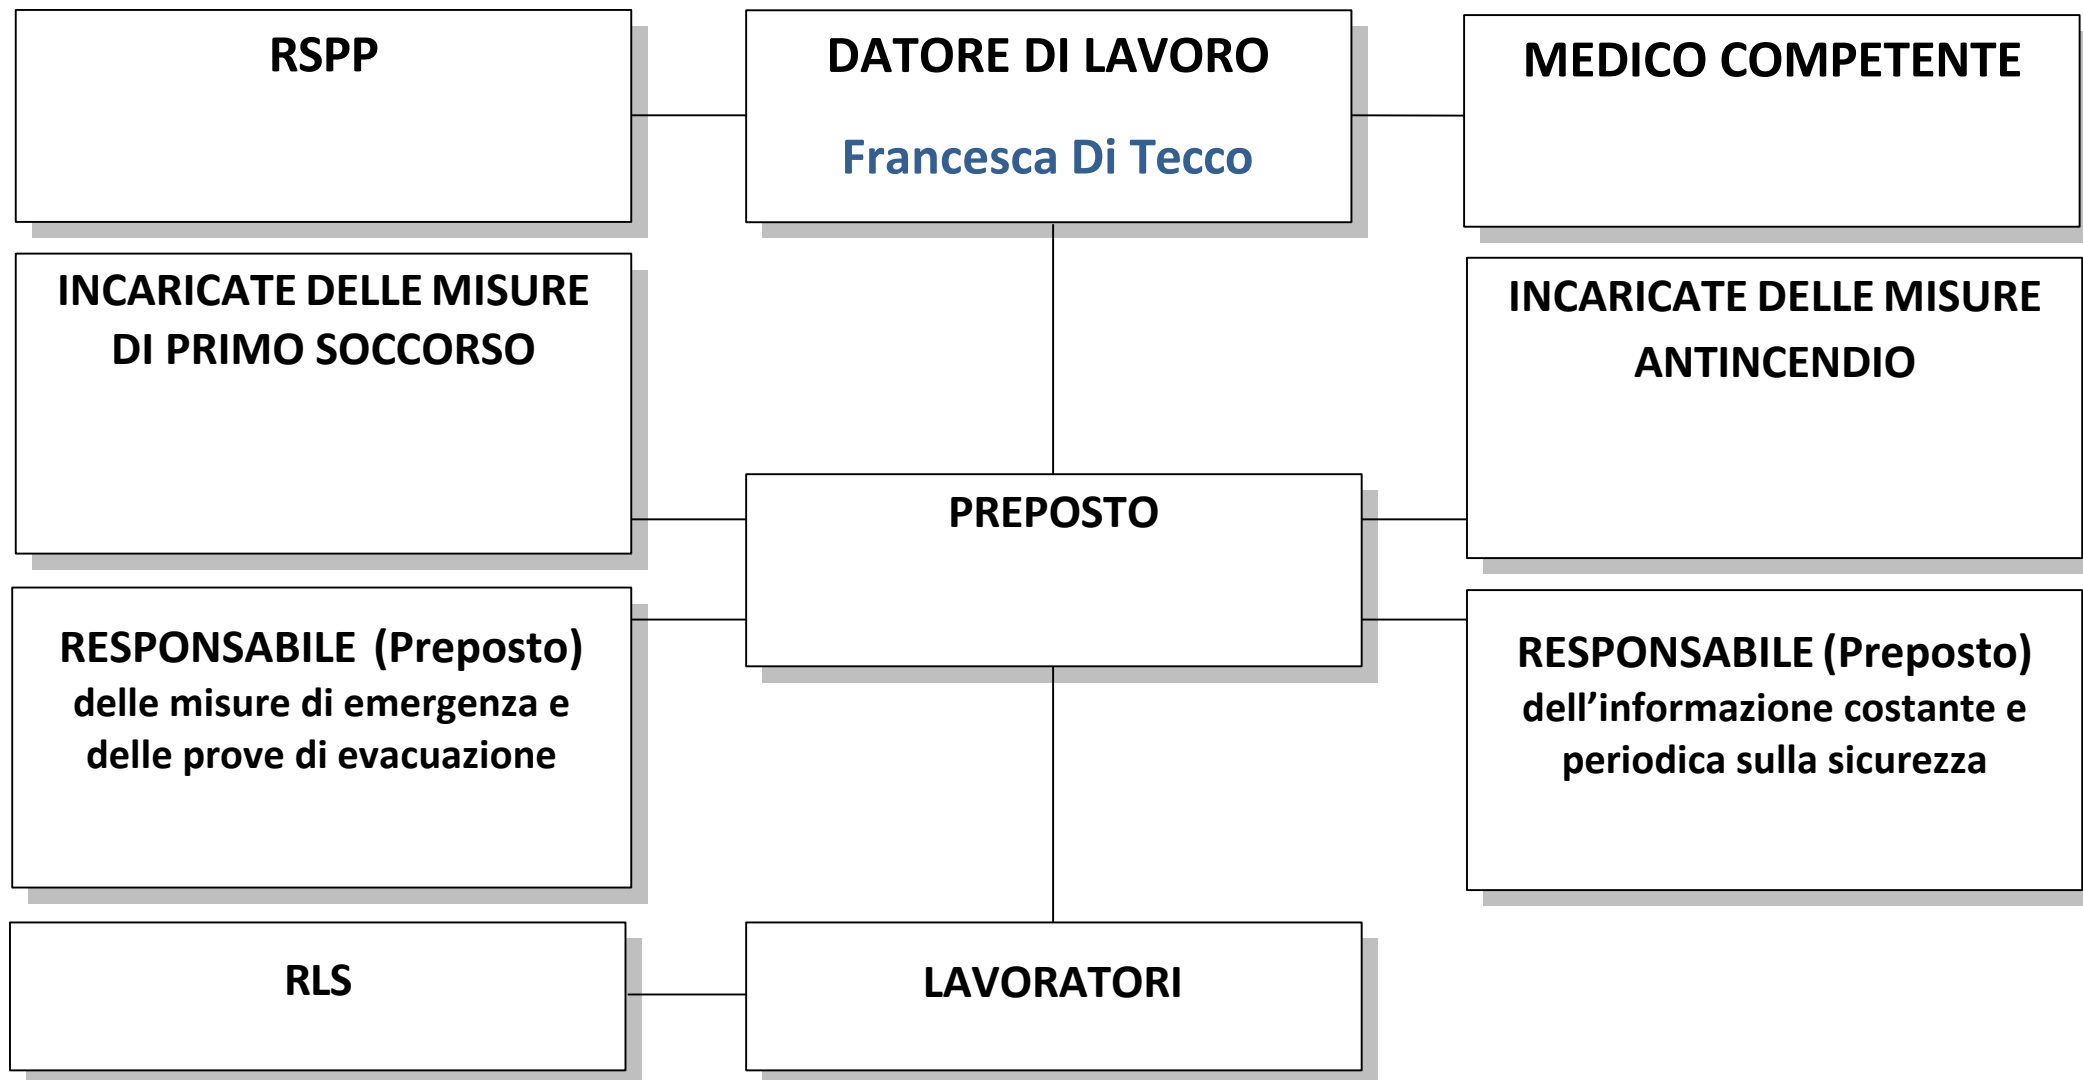 RSPP
DATORE DI LAVORO
Francesca Di Tecco
MEDICO COMPETENTE
INCARICATE DELLE MISURE
DI PRIMO SOCCORSO
INCARICATE DELLE MISURE
ANTINCENDIO
PREPOSTO
RESPONSABILE (Preposto)
delle misure di emergenza e
delle prove di evacuazione
RESPONSABILE (Preposto)
dell’informazione costante e
periodica sulla sicurezza
RLS
LAVORATORI